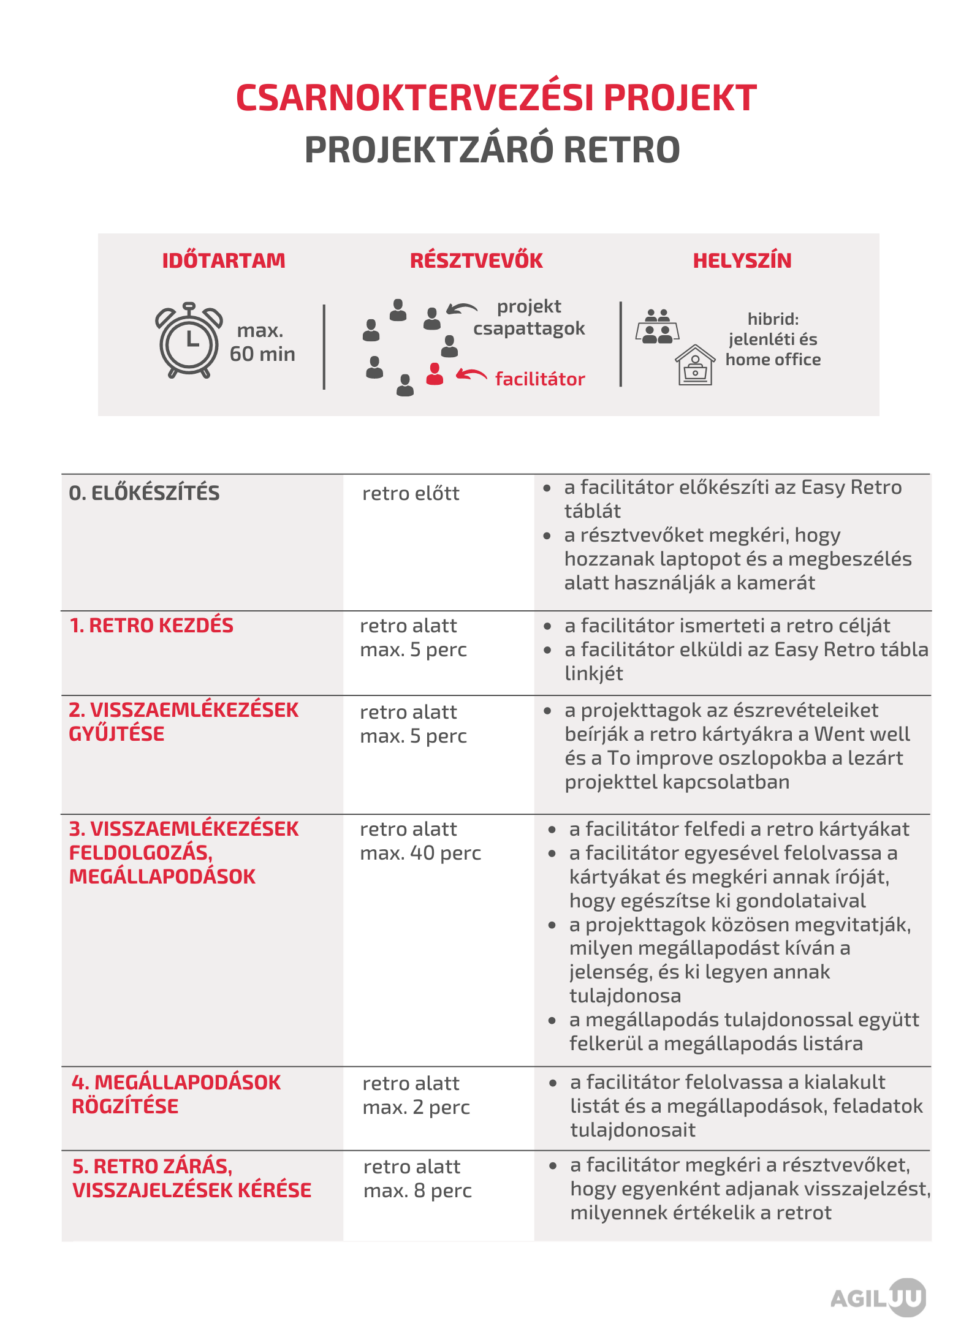 CSARNOKTERVEZÉSI PROJEKT
PROJEKTZÁRÓ RETRO
IDŐTARTAM
max.
60 min
RÉSZTVEVŐK
projekt
csapattagok
facilitátor
HELYSZÍN
hibrid:
jelenléti és
home office
0. ELŐKÉSZÍTÉS
retro előtt
• a facilitátor előkészíti az Easy Retro
táblát
• a résztvevőket megkéri, hogy
hozzanak laptopot és a megbeszélés
alatt használják a kamerát
1. RETRO KEZDÉS
retro alatt
max. 5 perc
• a facilitátor ismerteti a retro célját
• a facilitátor elküldi az Easy Retro tábla
linkjét
2. VISSZAEMLÉKEZÉSEK
GYŰJTÉSE
retro alatt
max. 5 perc
• a projekttagok az észrevételeiket
beírják a retro kártyákra a Went well
és a To improve oszlopokba a lezárt
projekttel kapcsolatban
3. VISSZAEMLÉKEZÉSEK
FELDOLGOZÁS,
MEGÁLLAPODÁSOK
retro alatt
max. 40 perc
• a facilitátor felfedi a retro kártyákat
• a facilitátor egyesével felolvassa a
kártyákat és megkéri annak íróját,
hogy egészítse ki gondolataival
• a projekttagok közösen megvitatják,
milyen megállapodást kíván a
jelenség, és ki legyen annak
tulajdonosa
• a megállapodás tulajdonossal együtt
felkerül a megállapodás listára
4. MEGÁLLAPODÁSOK
RÖGZÍTÉSE
retro alatt
max. 2 perc
• a facilitátor felolvassa a kialakult
listát és a megállapodások, feladatok
tulajdonosait
5. RETRO ZÁRÁS,
VISSZAJELZÉSEK KÉRÉSE
retro alatt
max. 8 perc
• a facilitátor megkéri a résztvevőket,
hogy egyenként adjanak visszajelzést,
milyennek értékelik a retrot
AGILUU